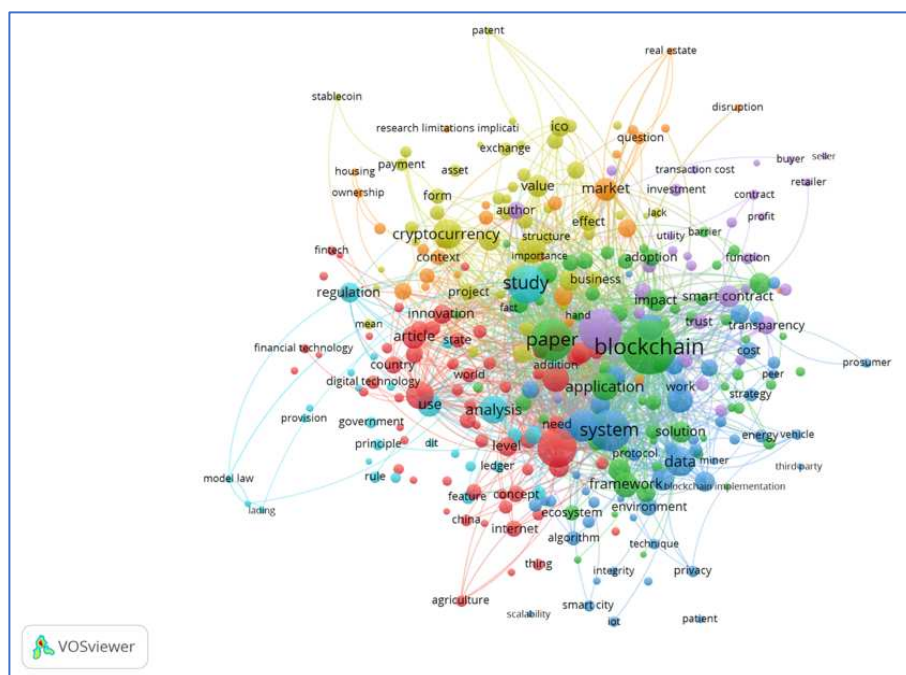 patent
real estate
stablecoin
disruption
research limitations implicati
ico
question
exchange
payment
asset
transaction cost
buyer
seller
housing
value
market
investment
retailer
ownership
form
author
effect
lack
contract
cryptocurrency
structure
utility
barrier
profit
fintech
context
importance
adoption
function
regulation
project
study
business
impact
smart contract
mean
innovation
fact
hand
trust
transparency
article
state
paper
blockchain
financial technology
country
world
addition
cost
prosumer
digital technology
application
work
peer
use
analysis
strategy
provision
government
need
system
solution
energy
vehicle
principle
dlt
level
protocol
miner
model law
rule
ledger
data
third party
feature
concept
framework
blockchain implementation
lading
china
internet
ecosystem
environment
algorithm
technique
thing
integrity
privacy
agriculture
smart city
scalability
iot
patient
VOSviewer